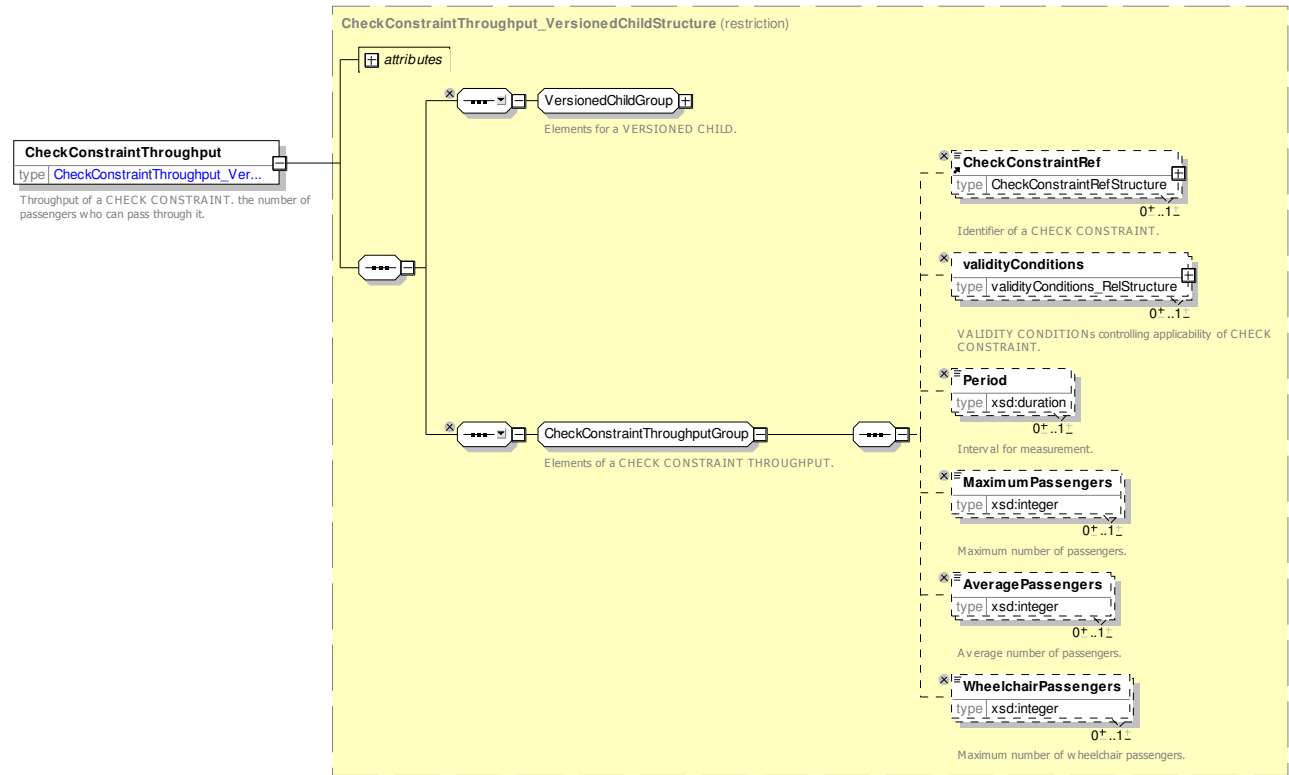 CheckConstraintThroughput_VersionedChildStructure (restriction)
attributes
VersionedChildGroup
Elements for a VERSIONED CHILD.
CheckConstraintThroughput
type CheckConstraintThroughput_Ver...
Throughput of a CHECK CONSTRAINT. the number of
passengers who can pass through it.
CheckConstraintRef
type CheckConstraintRefStructure
0±..1±
Identifier of a CHECK CONSTRAINT.
validityConditions
type validityConditions_RelStructure
0±..1±
VALIDITY CONDITIONs controlling applicability of CHECK
CONSTRAINT.
Period
type xsd:duration
0±..1±
Interval for measurement.
CheckConstraintThroughputGroup
Elements of a CHECK CONSTRAINT THROUGHPUT.
MaximumPassengers
type xsd:integer
0±..1±
Maximum number of passengers.
AveragePassengers
type xsd:integer
0±..1±
Average number of passengers.
WheelchairPassengers
type xsd:integer
0±..1±
Maximum number of wheelchair passengers.